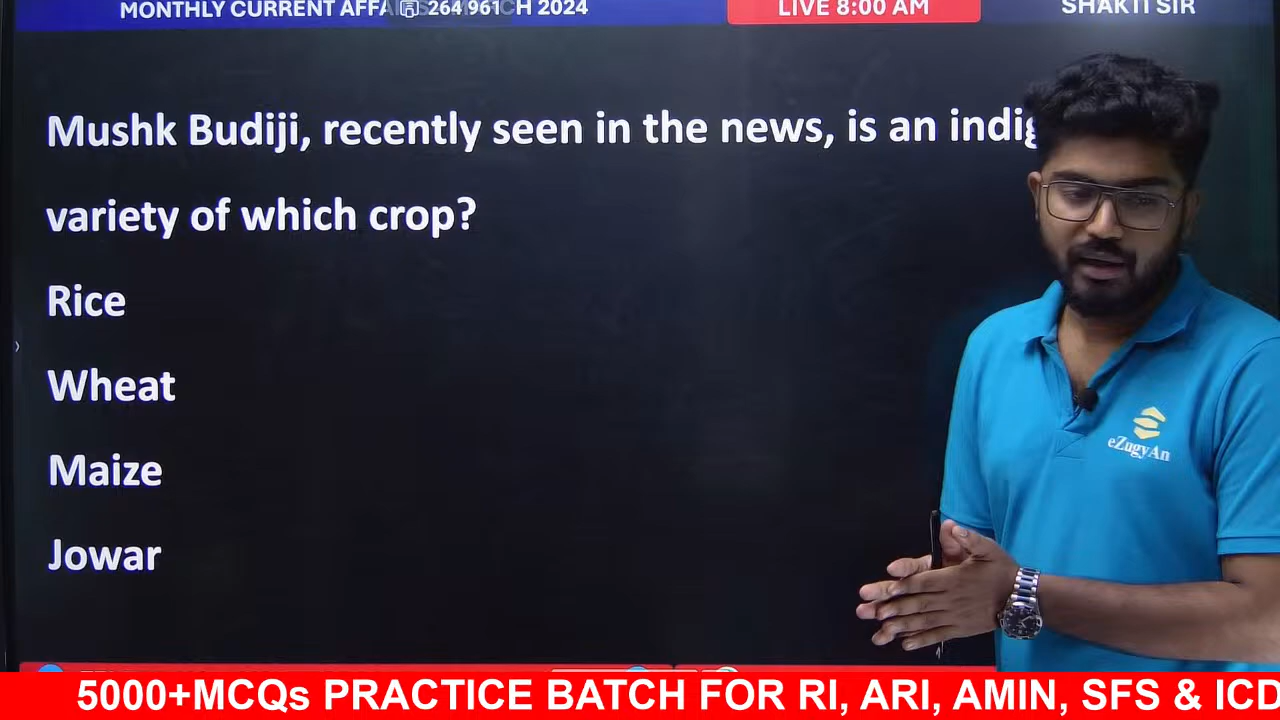 MONTHLY CURRENT AFFA 264 961 CH 2024
LIVE 8:00 AM
SHAKTI SIR
Mushk Budiji, recently seen in the news, is an indig
variety of which crop?
Rice
Wheat
Maize
Jowar
eZugyAn
5000+MCQs PRACTICE BATCH FOR RI, ARI, AMIN, SFS & ICD